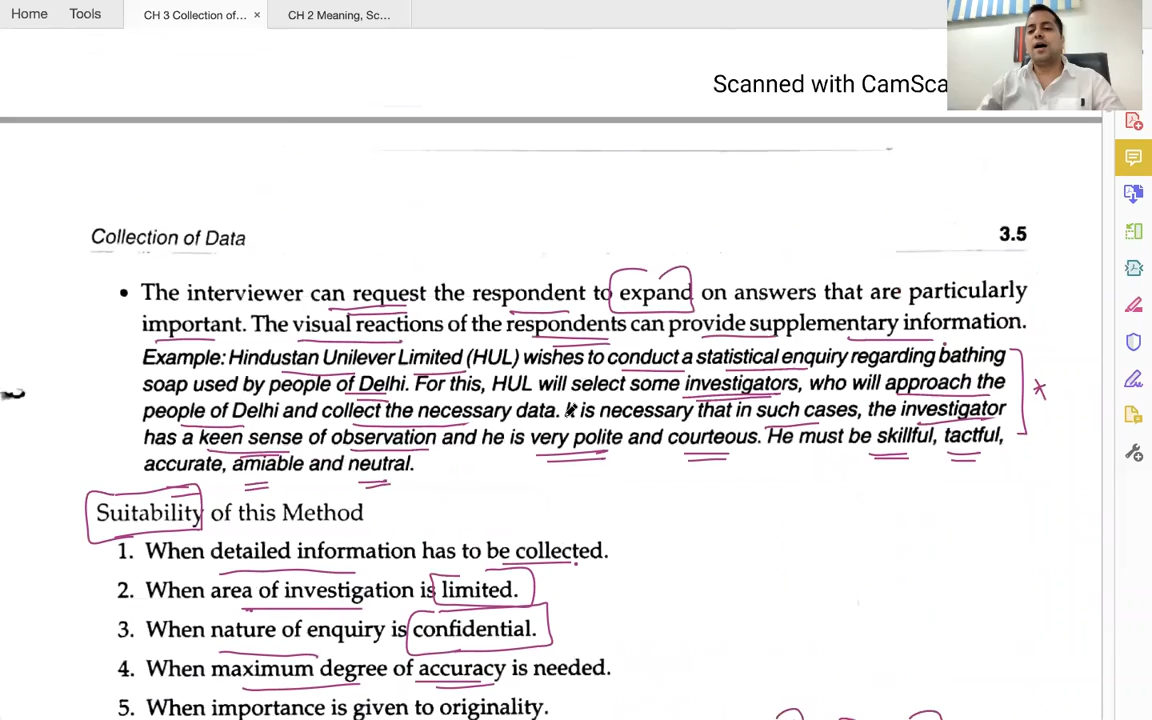 Home Tools CH 3 Collection of... × CH 2 Meaning, Sc...
Scanned with CamSca
Collection of Data 3.5
• The interviewer can request the respondent to expand on answers that are particularly
important. The visual reactions of the respondents can provide supplementary information.
Example: Hindustan Unilever Limited (HUL) wishes to conduct a statistical enquiry regarding bathing
soap used by people of Delhi. For this, HUL will select some investigators, who will approach the
people of Delhi and collect the necessary data. It is necessary that in such cases, the investigator
has a keen sense of observation and he is very polite and courteous. He must be skillful, tactful,
accurate, amiable and neutral.
Suitability of this Method
1. When detailed information has to be collected.
2. When area of investigation is limited.
3. When nature of enquiry is confidential.
4. When maximum degree of accuracy is needed.
5. When importance is given to originality.